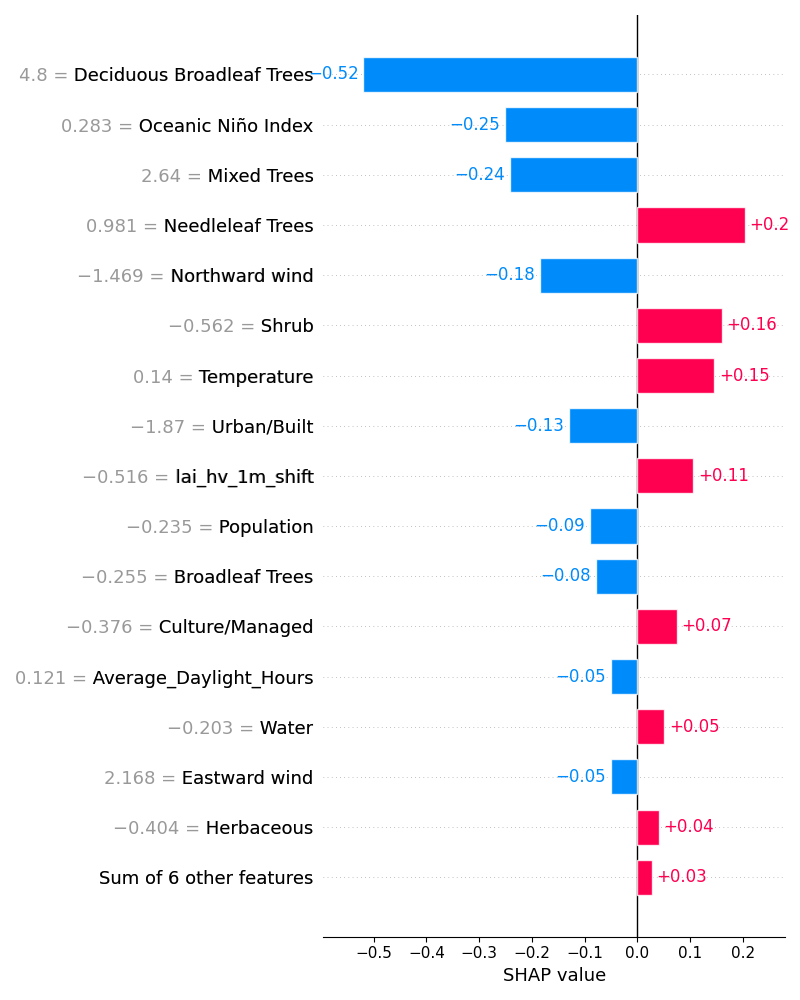 4.8 = Deciduous Broadleaf Trees −0.52
0.283 = Oceanic Niño Index −0.25
2.64 = Mixed Trees −0.24
0.981 = Needleleaf Trees +0.2
−1.469 = Northward wind −0.18
−0.562 = Shrub +0.16
0.14 = Temperature +0.15
−1.87 = Urban/Built −0.13
−0.516 = lai_hv_1m_shift +0.11
−0.235 = Population −0.09
−0.255 = Broadleaf Trees −0.08
−0.376 = Culture/Managed +0.07
0.121 = Average_Daylight_Hours −0.05
−0.203 = Water +0.05
2.168 = Eastward wind −0.05
−0.404 = Herbaceous +0.04
Sum of 6 other features +0.03
−0.5 −0.4 −0.3 −0.2 −0.1 0.0 0.1 0.2
SHAP value